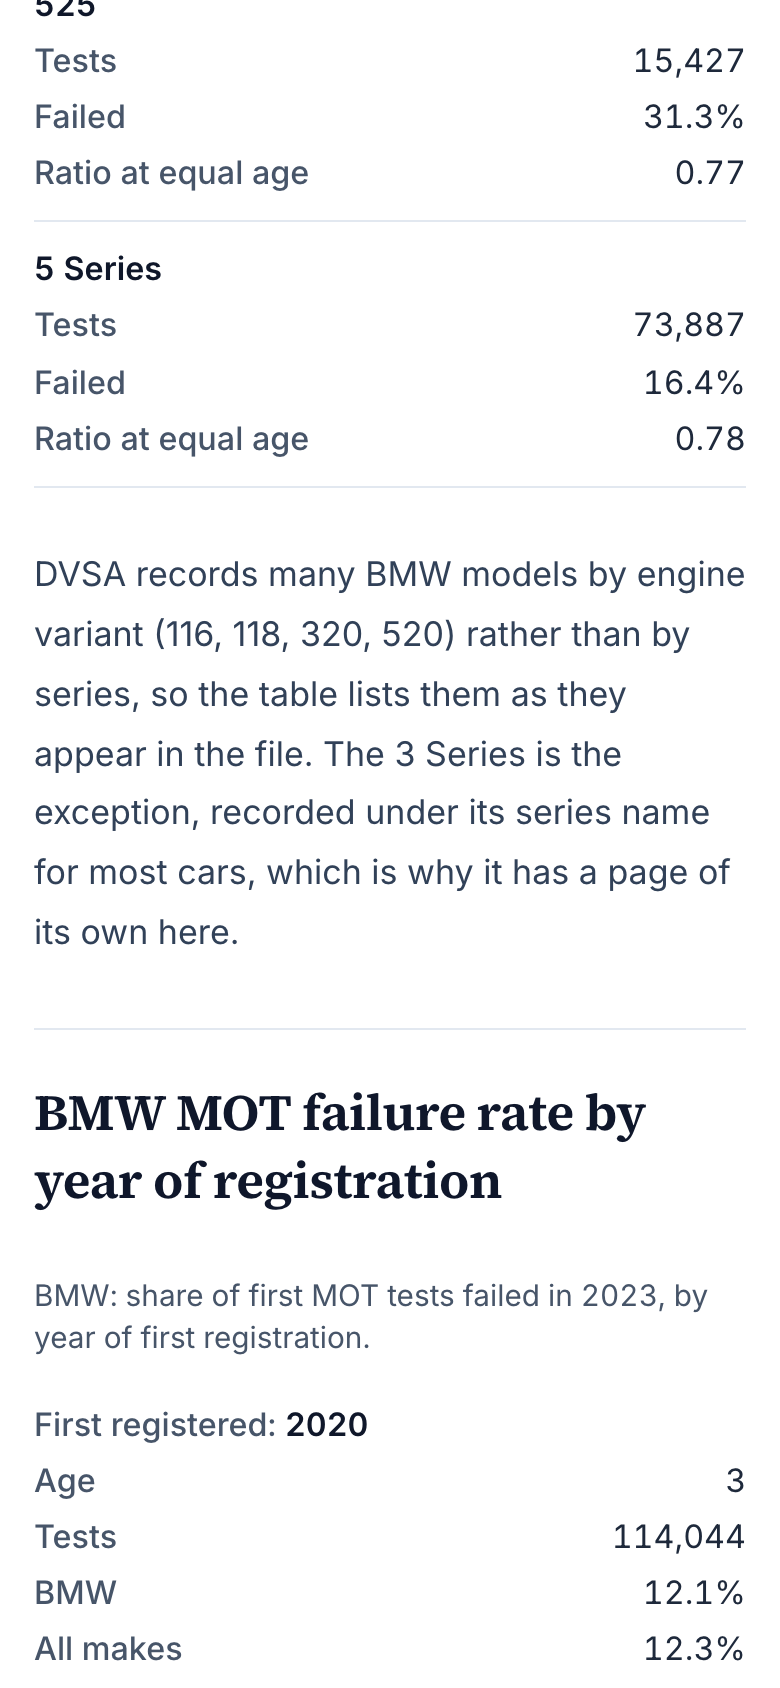 525
Tests 15,427
Failed 31.3%
Ratio at equal age 0.77
5 Series
Tests 73,887
Failed 16.4%
Ratio at equal age 0.78
DVSA records many BMW models by engine
variant (116, 118, 320, 520) rather than by
series, so the table lists them as they
appear in the file. The 3 Series is the
exception, recorded under its series name
for most cars, which is why it has a page of
its own here.
BMW MOT failure rate by
year of registration
BMW: share of first MOT tests failed in 2023, by
year of first registration.
First registered: 2020
Age 3
Tests 114,044
BMW 12.1%
All makes 12.3%